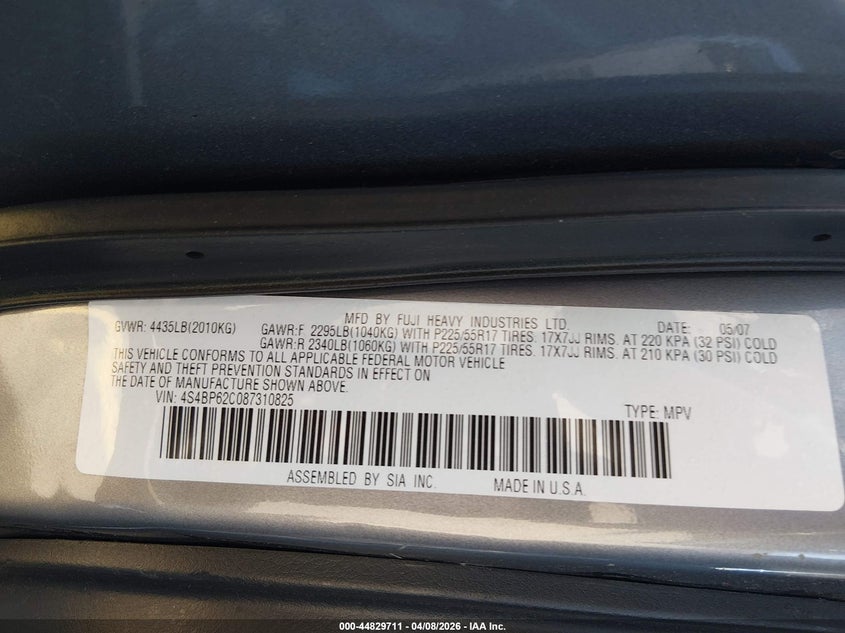 MFD BY FUJI HEAVY INDUSTRIES LTD. DATE: 05/07
GVWR: 4435LB(2010KG) GAWR:F 2295LB(1040KG) WITH P225/55R17 TIRES. 17X7JJ RIMS. AT 220 KPA (32 PSI) COLD
GAWR:R 2340LB(1060KG) WITH P225/55R17 TIRES. 17X7JJ RIMS. AT 210 KPA (30 PSI) COLD
THIS VEHICLE CONFORMS TO ALL APPLICABLE FEDERAL MOTOR VEHICLE
SAFETY AND THEFT PREVENTION STANDARDS IN EFFECT ON
THE DATE OF MANUFACTURE SHOWN ABOVE.
VIN: 4S4BP62C087310825 TYPE: MPV
ASSEMBLED BY SIA INC. MADE IN U.S.A.
000-44829711 - 04/08/2026 - IAA Inc.